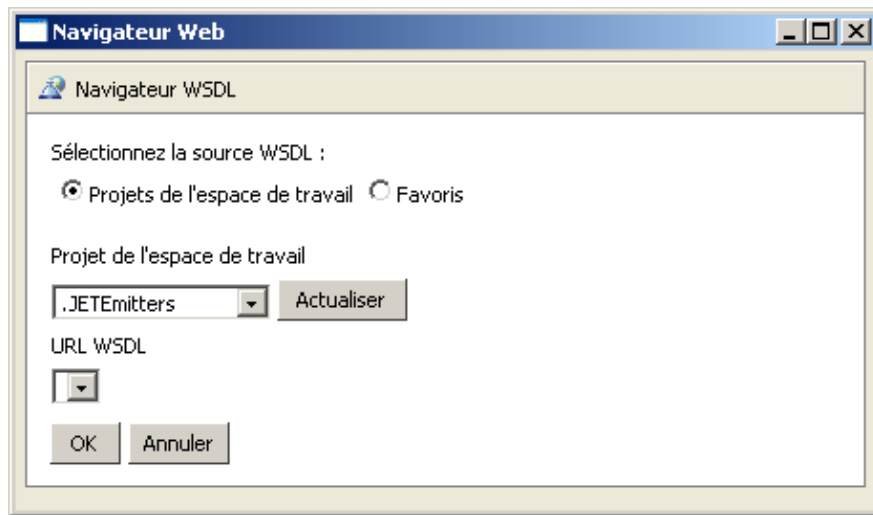 Navigateur Web
Navigateur WSDL
Sélectionnez la source WSDL :
Projets de l'espace de travail Favoris
Projet de l'espace de travail
.JETEmitters Actualiser
URL WSDL
OK Annuler